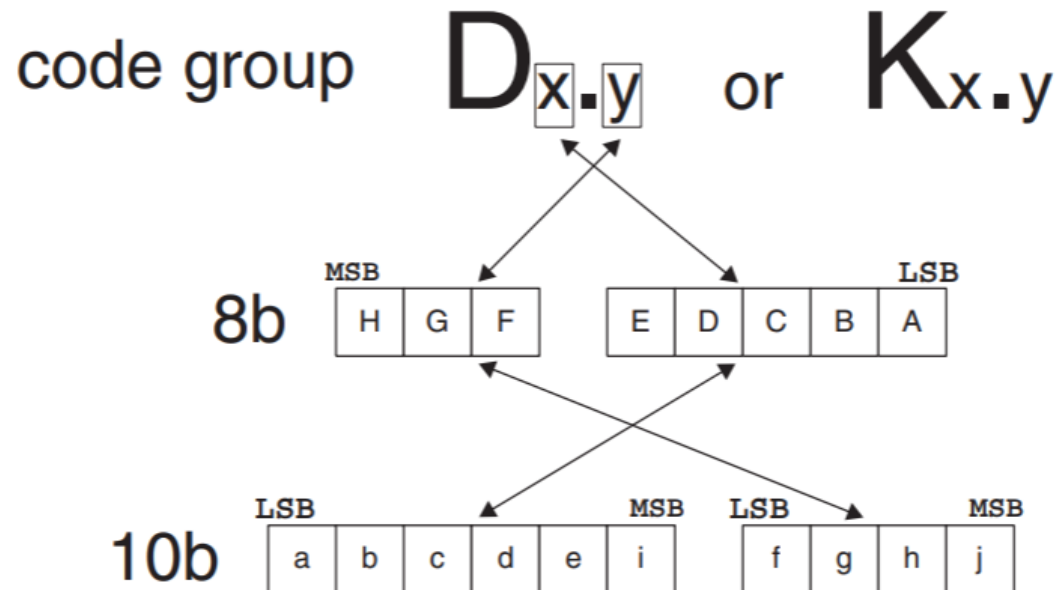 code group Dx.y or Kx.y
MSB LSB
8b H G F E D C B A
LSB MSB LSB MSB
10b a b c d e i f g h j